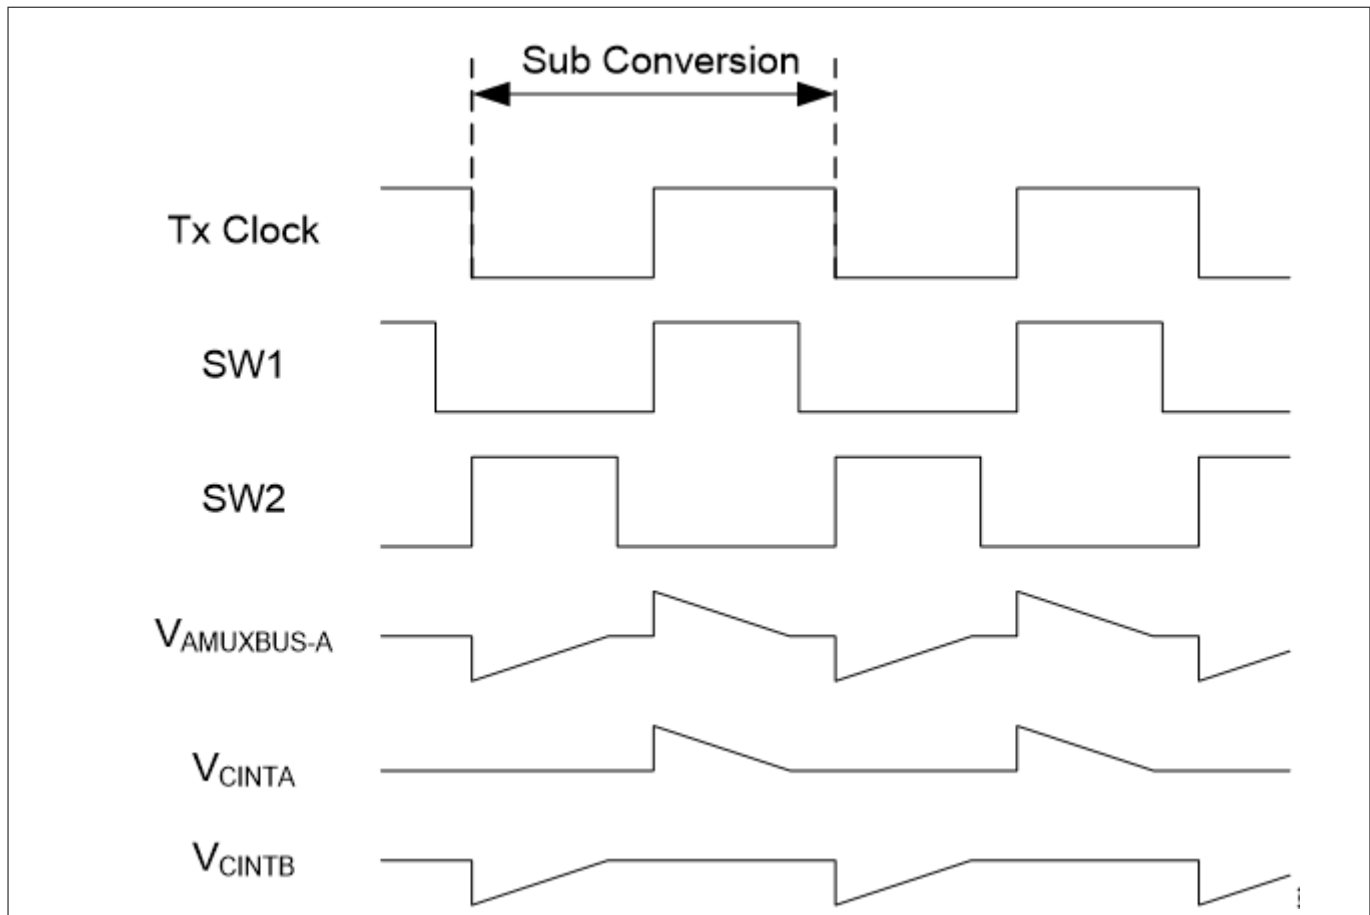 Sub Conversion
Tx Clock
SW1
SW2
VAMUXBUS-A
VCINTA
VCINTB